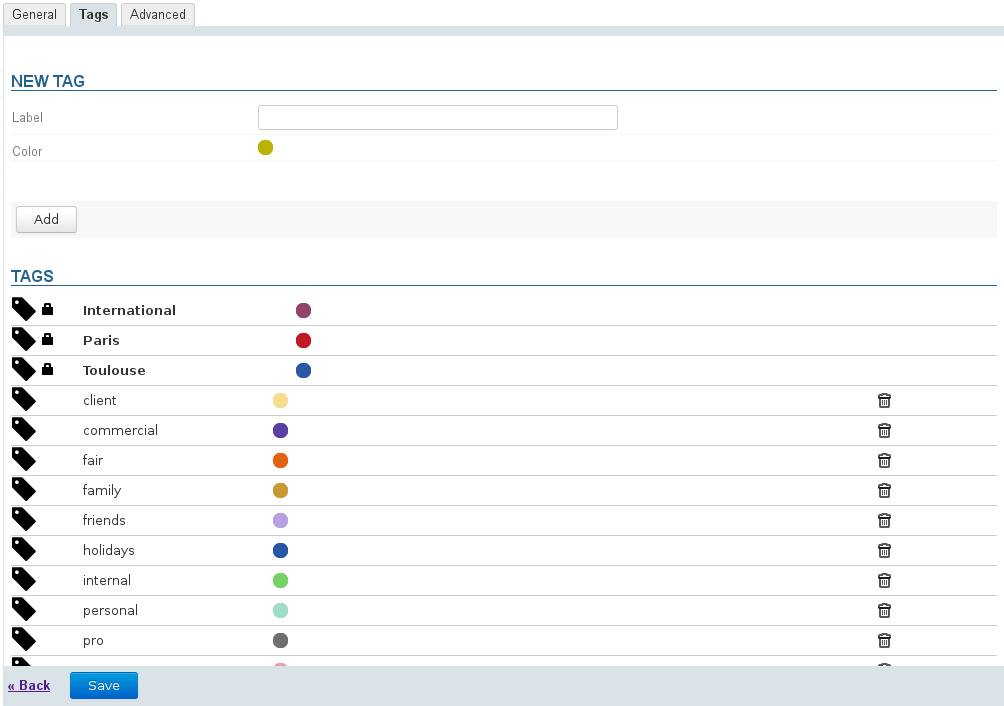 General Tags Advanced
NEW TAG
Label
Color
Add
TAGS
International
Paris
Toulouse
client
commercial
fair
family
friends
holidays
internal
personal
pro
« Back Save